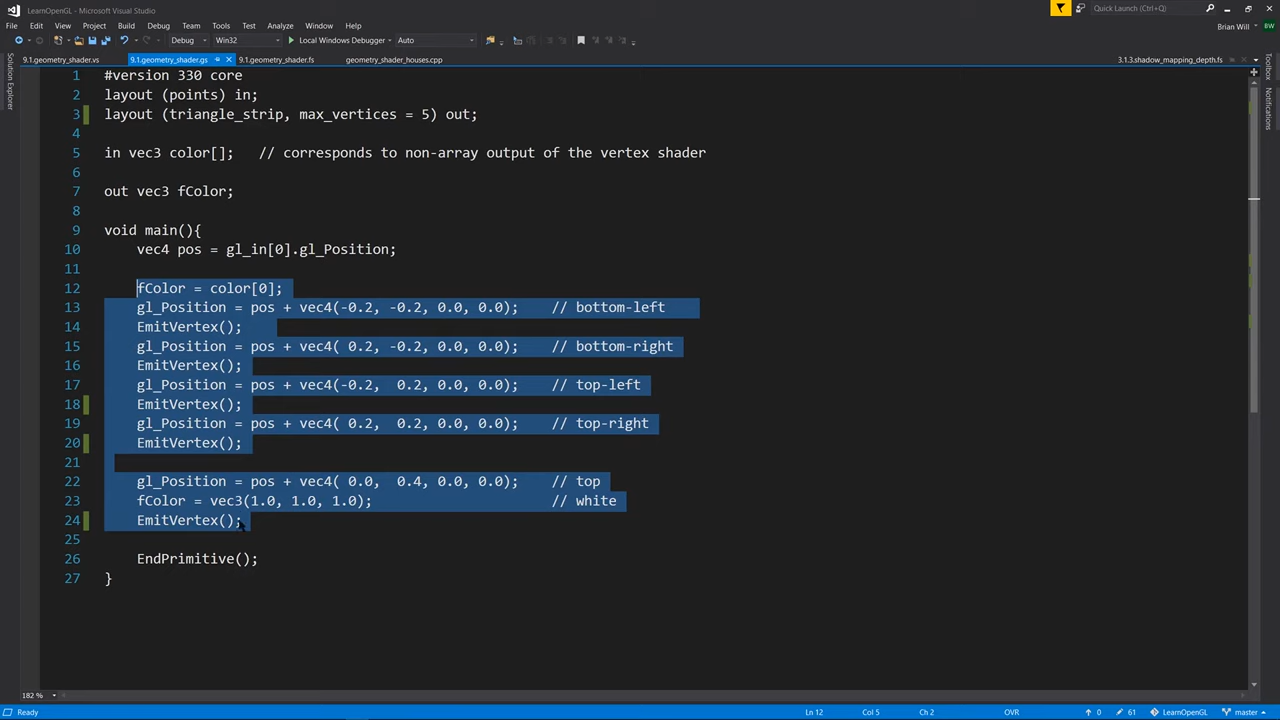 LearnOpenGL - Microsoft Visual Studio
Quick Launch (Ctrl+Q)
File Edit View Project Build Debug Team Tools Test Analyze Window Help
Brian Will
BW
Debug Win32 Local Windows Debugger Auto
9.1.geometry_shader.vs 9.1.geometry_shader.gs 9.1.geometry_shader.fs geometry_shader_houses.cpp 3.1.3.shadow_mapping_depth.fs
Solution Explorer
Toolbox
Notifications
1 #version 330 core
2 layout (points) in;
3 layout (triangle_strip, max_vertices = 5) out;
4
5 in vec3 color[]; // corresponds to non-array output of the vertex shader
6
7 out vec3 fColor;
8
9 void main(){
10 vec4 pos = gl_in[0].gl_Position;
11
12 fColor = color[0];
13 gl_Position = pos + vec4(-0.2, -0.2, 0.0, 0.0); // bottom-left
14 EmitVertex();
15 gl_Position = pos + vec4( 0.2, -0.2, 0.0, 0.0); // bottom-right
16 EmitVertex();
17 gl_Position = pos + vec4(-0.2, 0.2, 0.0, 0.0); // top-left
18 EmitVertex();
19 gl_Position = pos + vec4( 0.2, 0.2, 0.0, 0.0); // top-right
20 EmitVertex();
21
22 gl_Position = pos + vec4( 0.0, 0.4, 0.0, 0.0); // top
23 fColor = vec3(1.0, 1.0, 1.0); // white
24 EmitVertex();
25
26 EndPrimitive();
27 }
182 %
Ready Ln 12 Col 5 Ch 2 OVR 0 61 LearnOpenGL master